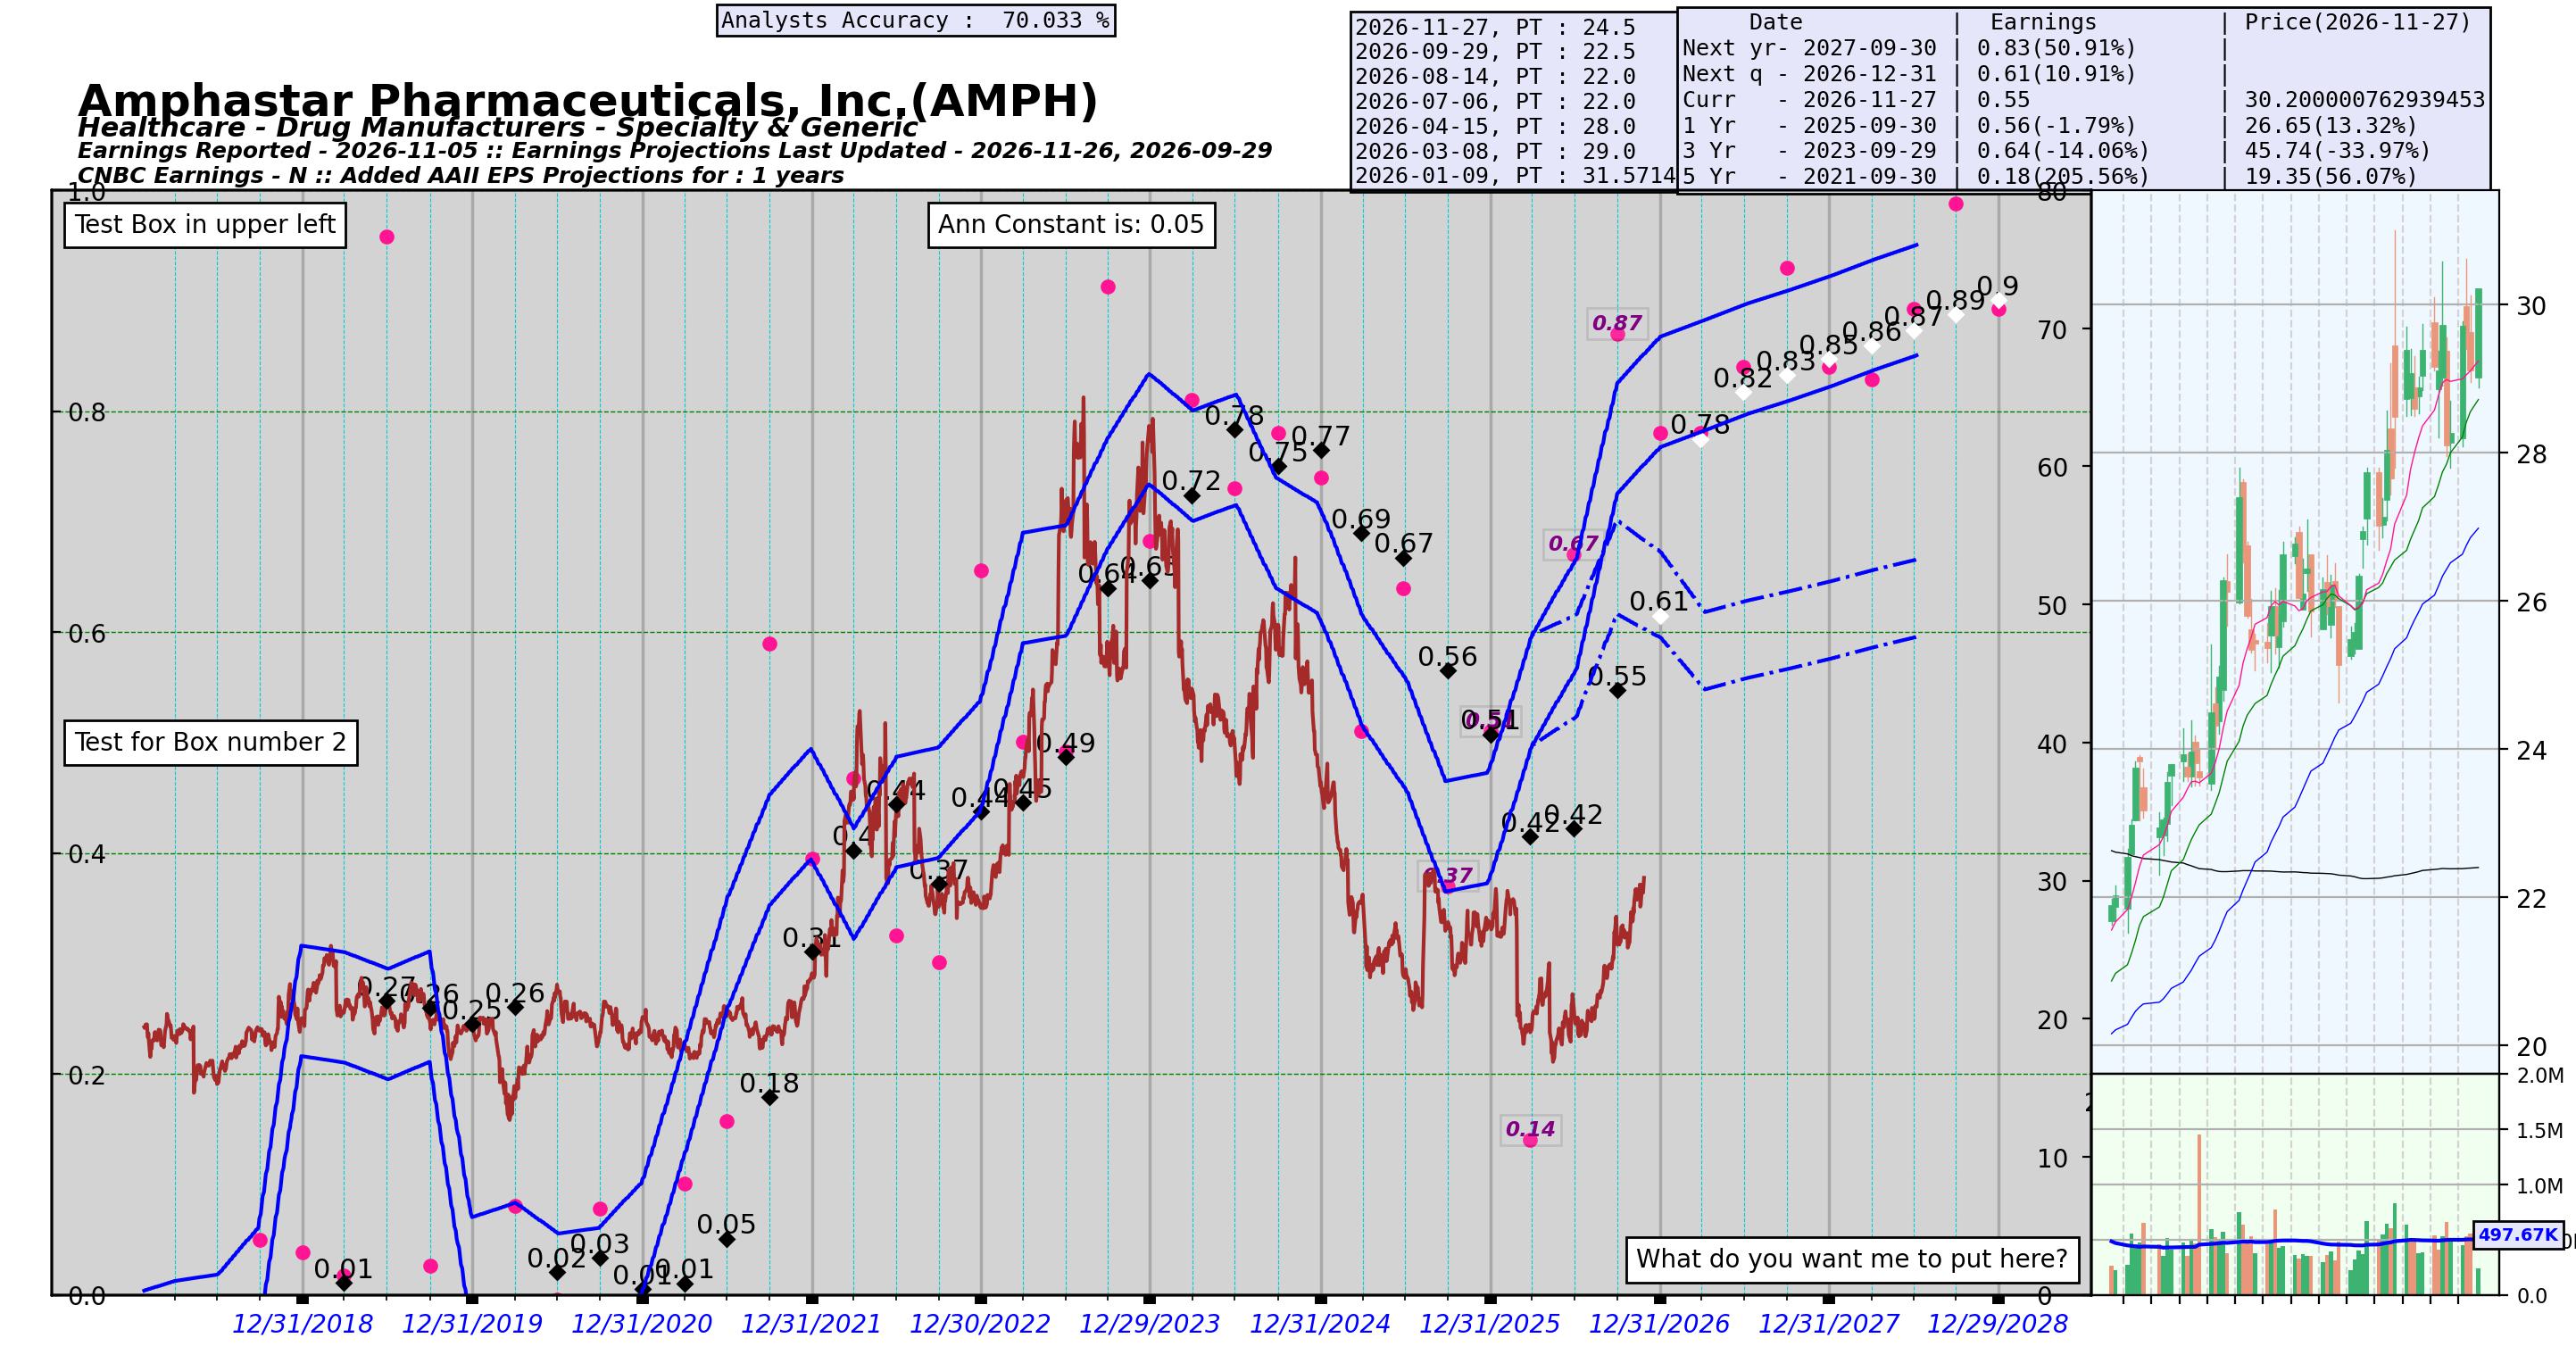 Analysts Accuracy :  70.033 %
Amphastar Pharmaceuticals, Inc.(AMPH)
Healthcare - Drug Manufacturers - Specialty & Generic
Earnings Reported - 2026-11-05 :: Earnings Projections Last Updated - 2026-11-26, 2026-09-29
CNBC Earnings - N :: Added AAII EPS Projections for : 1 years
2026-11-27, PT : 24.5
2026-09-29, PT : 22.5
2026-08-14, PT : 22.0
2026-07-06, PT : 22.0
2026-04-15, PT : 28.0
2026-03-08, PT : 29.0
2026-01-09, PT : 31.5714
Date | Earnings | Price(2026-11-27)
Next yr- 2027-09-30 | 0.83(50.91%) |
Next q - 2026-12-31 | 0.61(10.91%) |
Curr - 2026-11-27 | 0.55 | 30.200000762939453
1 Yr - 2025-09-30 | 0.56(-1.79%) | 26.65(13.32%)
3 Yr - 2023-09-29 | 0.64(-14.06%) | 45.74(-33.97%)
5 Yr - 2021-09-30 | 0.18(205.56%) | 19.35(56.07%)
Test Box in upper left
Ann Constant is: 0.05
Test for Box number 2
What do you want me to put here?
1.0
0.8
0.6
0.4
0.2
0.0
0.01
0.27
0.26
0.25
0.26
0.02
0.03
0.01
0.01
0.05
0.18
0.31
0.4
0.44
0.37
0.44
0.45
0.49
0.64
0.65
0.72
0.78
0.75
0.77
0.69
0.67
0.56
0.37
0.51
0.42
0.14
0.42
0.67
0.55
0.87
0.61
0.78
0.82
0.83
0.85
0.86
0.87
0.89
0.9
80
70
60
50
40
30
20
10
0
12/31/2018 12/31/2019 12/31/2020 12/31/2021 12/30/2022 12/29/2023 12/31/2024 12/31/2025 12/31/2026 12/31/2027 12/29/2028
30
28
26
24
22
20
2.0M
1.5M
1.0M
497.67K
0.0